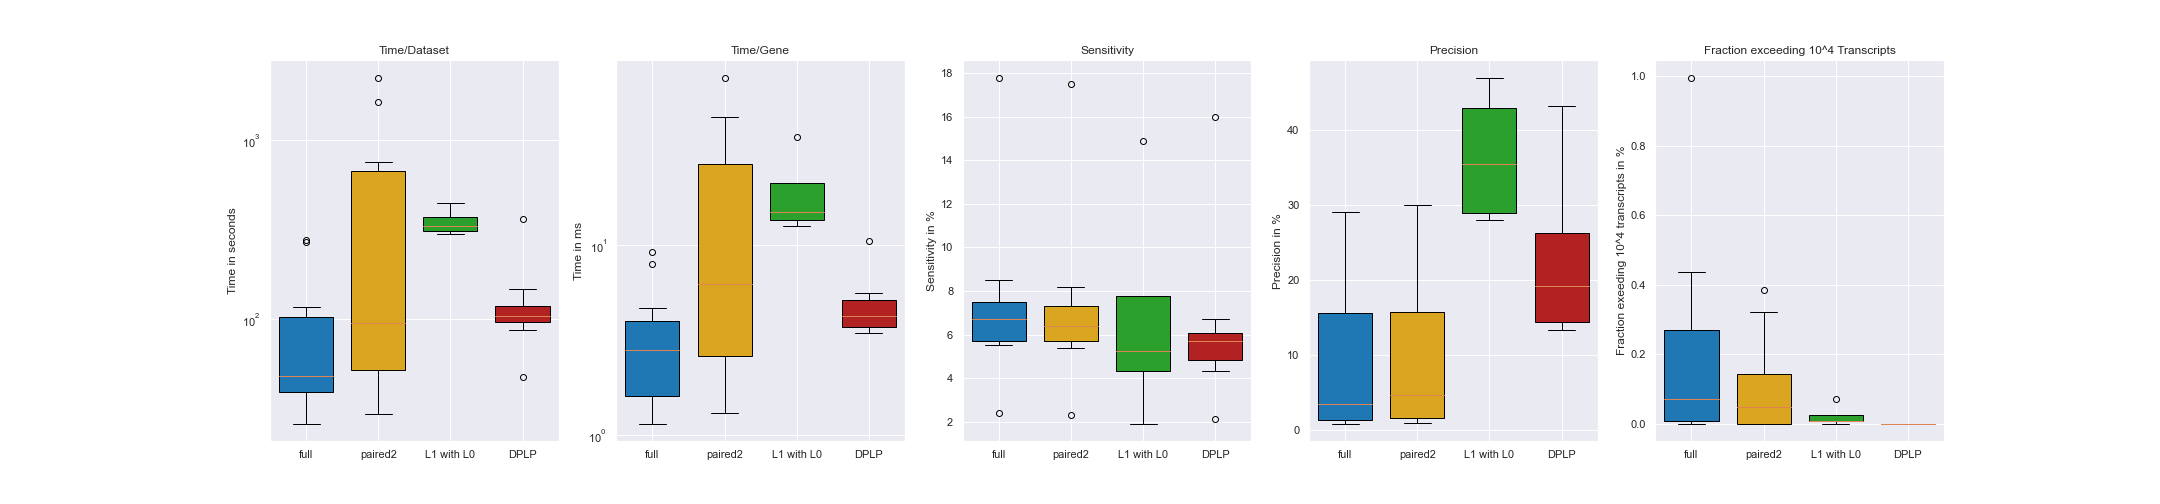 Time/Dataset
Time in seconds
10^3
10^2
full paired2 L1 with L0 DPLP
Time/Gene
Time in ms
10^1
10^0
full paired2 L1 with L0 DPLP
Sensitivity
Sensitivity in %
18
16
14
12
10
8
6
4
2
full paired2 L1 with L0 DPLP
Precision
Precision in %
40
30
20
10
0
full paired2 L1 with L0 DPLP
Fraction exceeding 10^4 Transcripts
Fraction exeeding 10^4 transcripts in %
1.0
0.8
0.6
0.4
0.2
0.0
full paired2 L1 with L0 DPLP